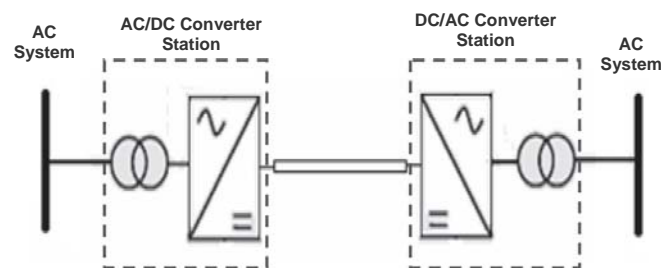 AC
System
AC/DC Converter
Station
DC/AC Converter
Station
AC
System